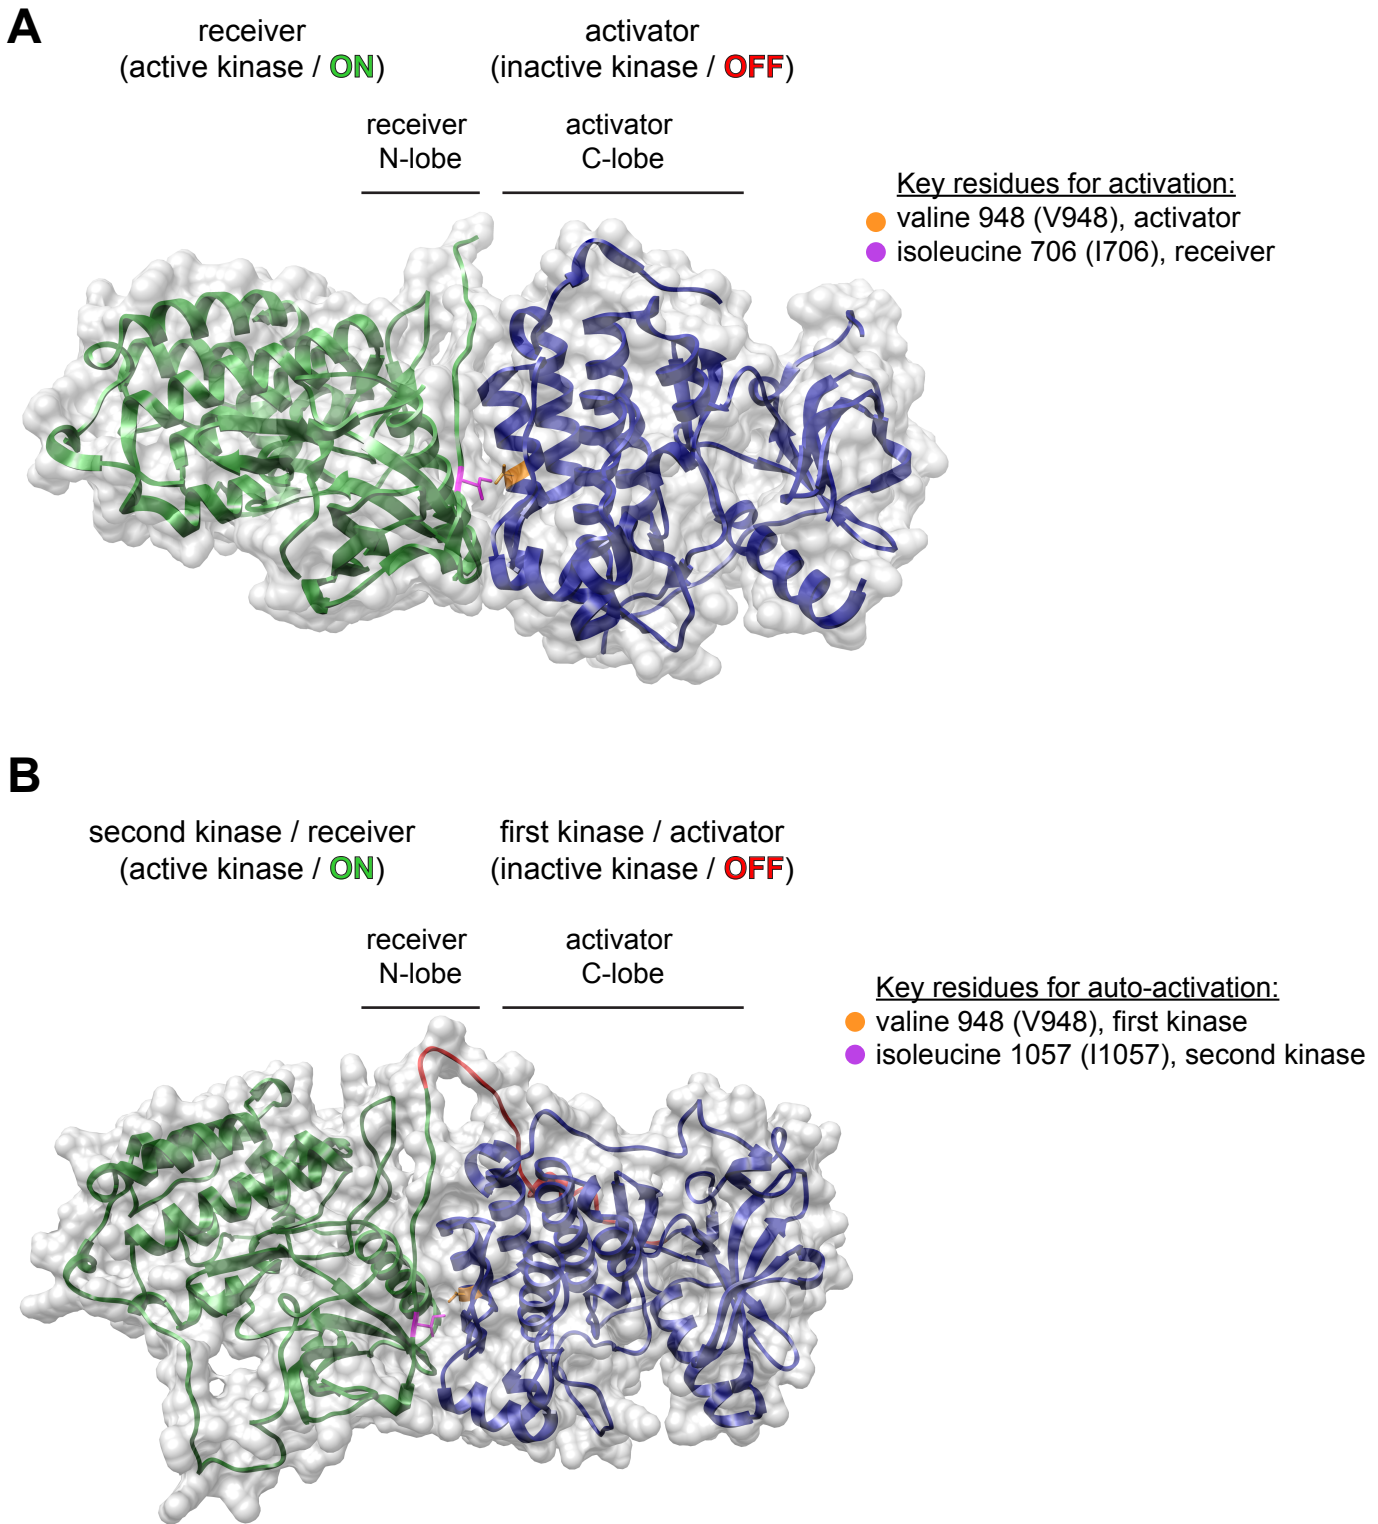 A
receiver
(active kinase / ON)
activator
(inactive kinase / OFF)
receiver
N-lobe
activator
C-lobe
Key residues for activation:
valine 948 (V948), activator
isoleucine 706 (I706), receiver
B
second kinase / receiver
(active kinase / ON)
first kinase / activator
(inactive kinase / OFF)
receiver
N-lobe
activator
C-lobe
Key residues for auto-activation:
valine 948 (V948), first kinase
isoleucine 1057 (I1057), second kinase